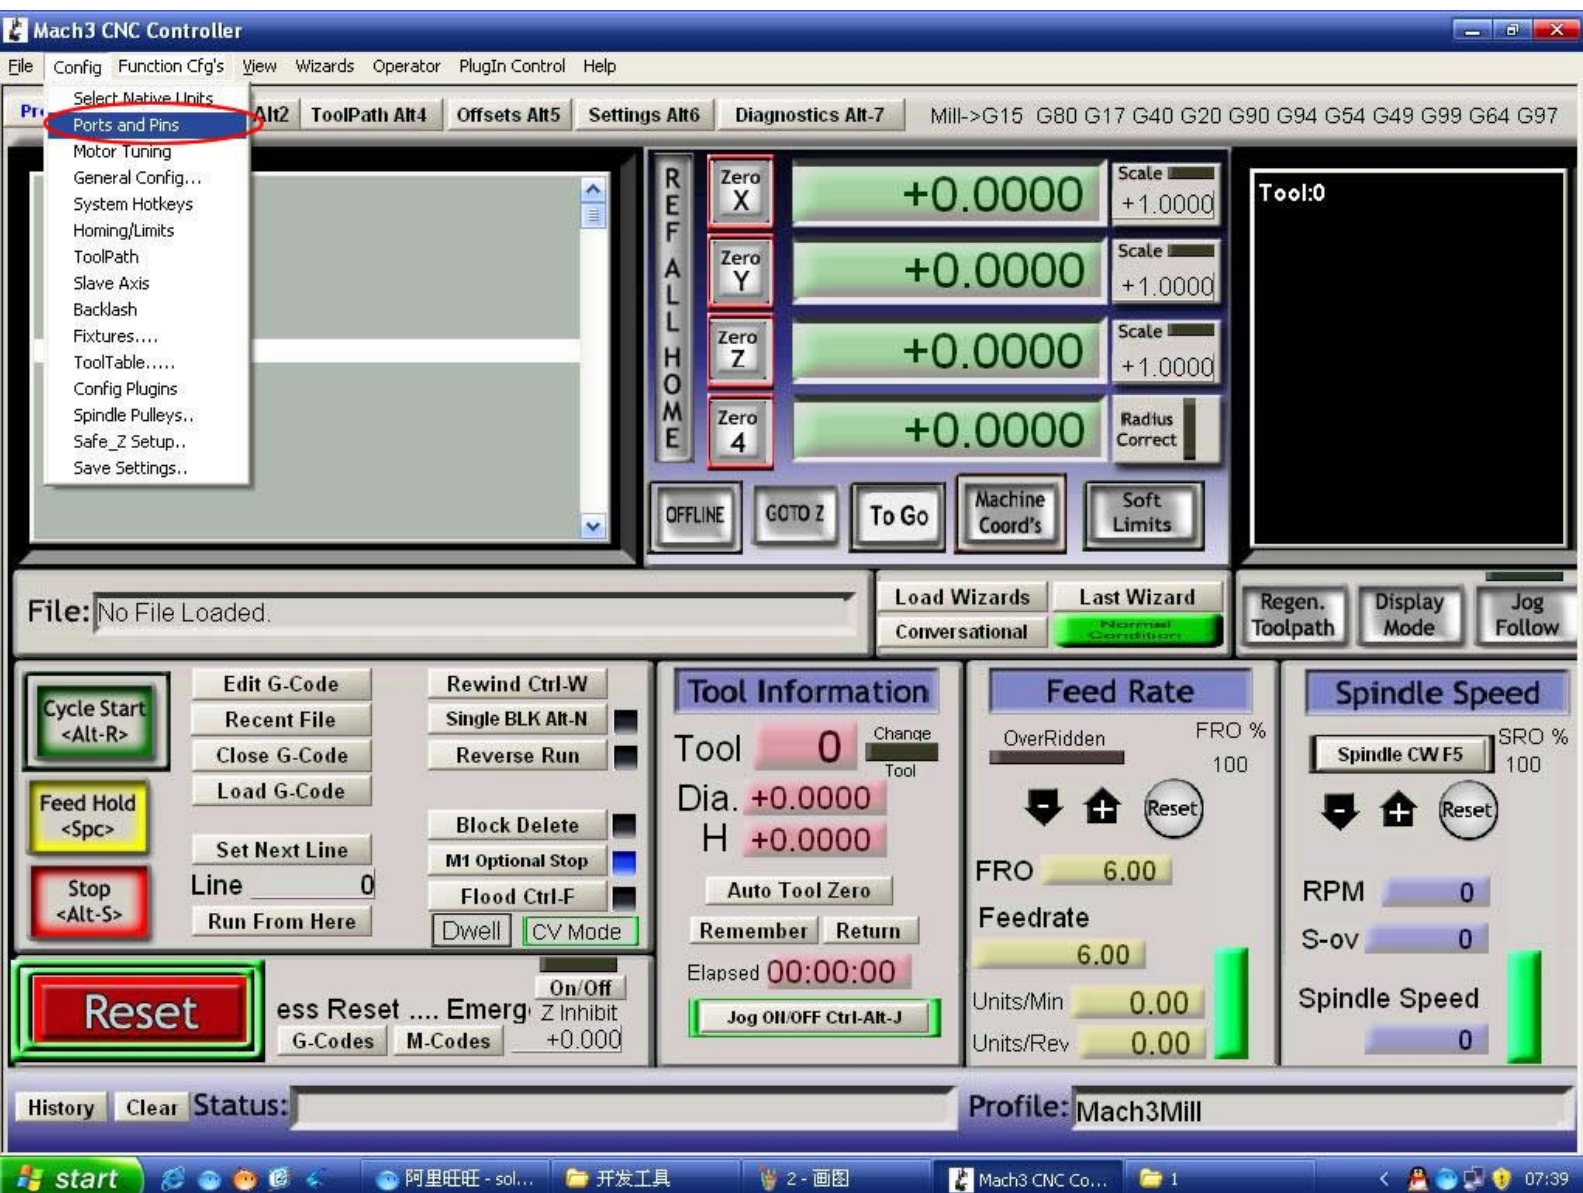 Mach3 CNC Controller
File Config Function Cfg's View Wizards Operator PlugIn Control Help
Alt2 ToolPath Alt4 Offsets Alt5 Settings Alt6 Diagnostics Alt-7 Mill->G15 G80 G17 G40 G20 G90 G94 G54 G49 G99 G64 G97
Select Native Units
Ports and Pins
Motor Tuning
General Config...
System Hotkeys
Homing/Limits
ToolPath
Slave Axis
Backlash
Fixtures....
ToolTable.....
Config Plugins
Spindle Pulleys..
Safe_Z Setup..
Save Settings..
REF ALL HOME
Zero X +0.0000 Scale +1.0000
Zero Y +0.0000 Scale +1.0000
Zero Z +0.0000 Scale +1.0000
Zero 4 +0.0000 Radius Correct
OFFLINE GOTO Z To Go Machine Coord's Soft Limits
Tool:0
File: No File Loaded.
Load Wizards Last Wizard
Conversational Normal Condition
Regen. Toolpath Display Mode Jog Follow
Cycle Start <Alt-R>
Feed Hold <Spc>
Stop <Alt-S>
Edit G-Code
Recent File
Close G-Code
Load G-Code
Set Next Line
Line 0
Run From Here
Rewind Ctrl-W
Single BLK Alt-N
Reverse Run
Block Delete
M1 Optional Stop
Flood Ctrl-F
Dwell CV Mode
Reset
ess Reset .... Emerg
G-Codes M-Codes
On/Off
Z Inhibit
+0.000
Tool Information
Tool 0 Change Tool
Dia. +0.0000
H +0.0000
Auto Tool Zero
Remember Return
Elapsed 00:00:00
Jog ON/OFF Ctrl-Alt-J
Feed Rate
OverRidden FRO % 100
Reset
FRO 6.00
Feedrate
6.00
Units/Min 0.00
Units/Rev 0.00
Spindle Speed
Spindle CW F5 SRO % 100
Reset
RPM 0
S-ov 0
Spindle Speed
0
History Clear Status: Profile: Mach3Mill
start 阿里旺旺 - sol... 开发工具 2 - 画图 Mach3 CNC Co... 1 07:39